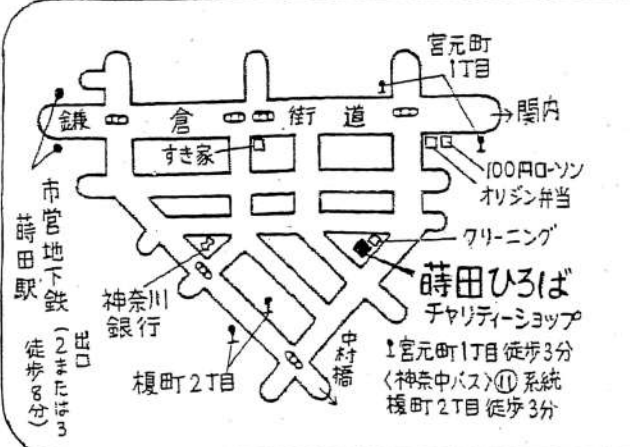 宮元町
1丁目
鎌倉街道
→関内
すき家
100円ローソン
オリジン弁当
クリーニング
市営地下鉄
蒔田駅
出口
(2または3
徒歩8分)
神奈川
銀行
榎町2丁目
中村橋
蒔田ひろば
チャリティーショップ
宮元町1丁目徒歩3分
〈神奈中バス〉⑪系統
榎町2丁目徒歩3分